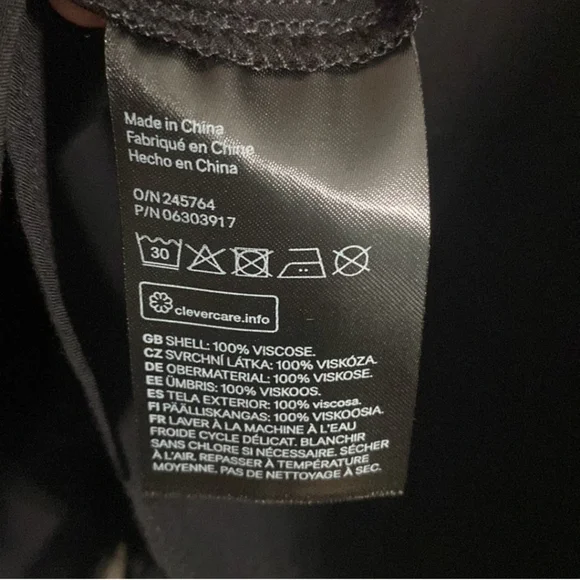 Made in China
Fabriqué en Chine
Hecho en China
O/N 245764
P/N 06303917
30
clevercare.info
GB SHELL: 100% VISCOSE.
CZ SVRCHNÍ LÁTKA: 100% VISKÓZA.
DE OBERMATERIAL: 100% VISKOSE.
EE ÜMBRIS: 100% VISKOOS.
ES TELA EXTERIOR: 100% viscosa.
FI PÄÄLLISKANGAS: 100% VISKOOSIA.
FR LAVER À LA MACHINE À L'EAU
FROIDE CYCLE DÉLICAT. BLANCHIR
SANS CHLORE SI NÉCESSAIRE. SÉCHER
À L'AIR. REPASSER À TEMPÉRATURE
MOYENNE. PAS DE NETTOYAGE À SEC.